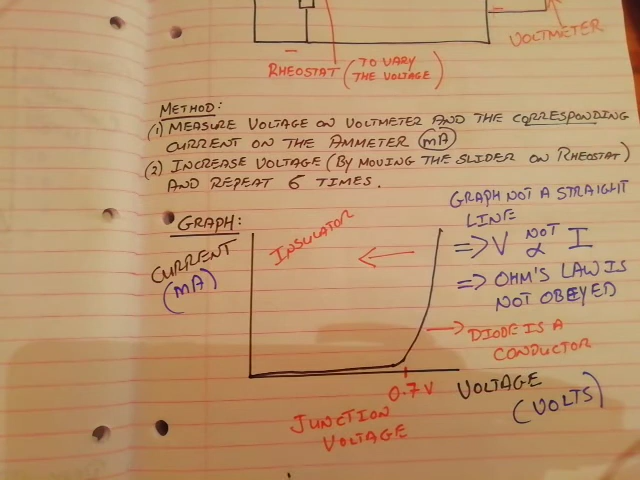 VOLTMETER
RHEOSTAT (TO VARY
THE VOLTAGE)
METHOD:
(1) MEASURE VOLTAGE ON VOLTMETER AND THE CORRESPONDING
CURRENT ON THE AMMETER (mA)
(2) INCREASE VOLTAGE (BY MOVING THE SLIDER ON RHEOSTAT)
AND REPEAT 6 TIMES.
GRAPH NOT A STRAIGHT
LINE
GRAPH:
INSULATOR
CURRENT
(mA)
=> V NOT ∝ I
=> OHM'S LAW IS
NOT OBEYED
DIODE IS A
CONDUCTOR
0.7V
VOLTAGE
(VOLTS)
JUNCTION
VOLTAGE